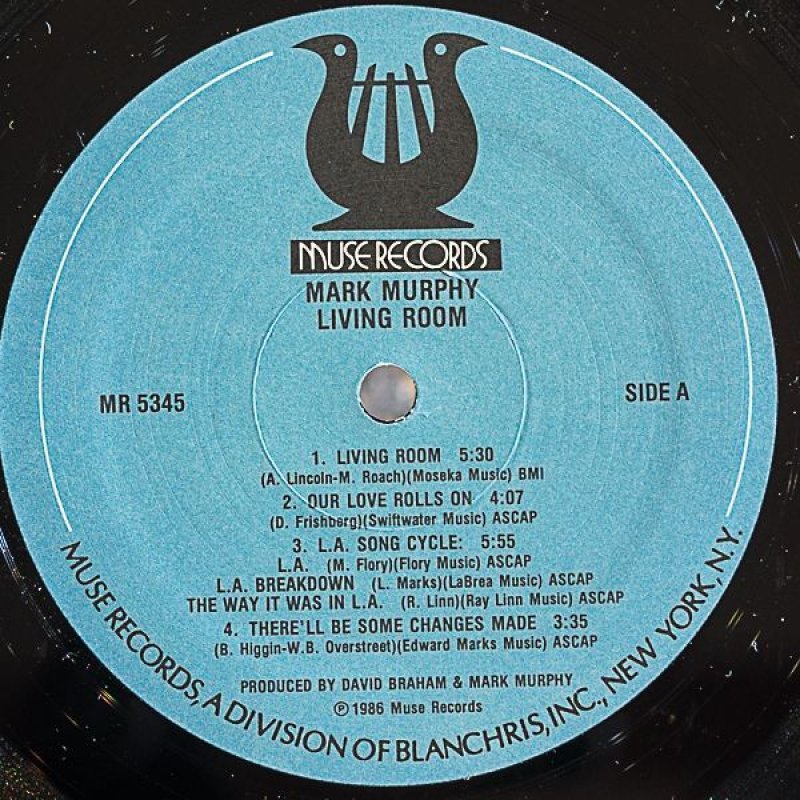 MUSE RECORDS
MARK MURPHY
LIVING ROOM
MR 5345
SIDE A
1. LIVING ROOM 5:30
(A. Lincoln-M. Roach)(Moseka Music) BMI
2. OUR LOVE ROLLS ON 4:07
(D. Frishberg)(Swiftwater Music) ASCAP
3. L.A. SONG CYCLE: 5:55
L.A. (M. Flory)(Flory Music) ASCAP
L.A. BREAKDOWN (L. Marks)(LaBrea Music) ASCAP
THE WAY IT WAS IN L.A. (R. Linn)(Ray Linn Music) ASCAP
4. THERE'LL BE SOME CHANGES MADE 3:35
(B. Higgin-W.B. Overstreet)(Edward Marks Music) ASCAP
PRODUCED BY DAVID BRAHAM & MARK MURPHY
℗ 1986 Muse Records
MUSE RECORDS, A DIVISION OF BLANCHRIS, INC., NEW YORK, N.Y.